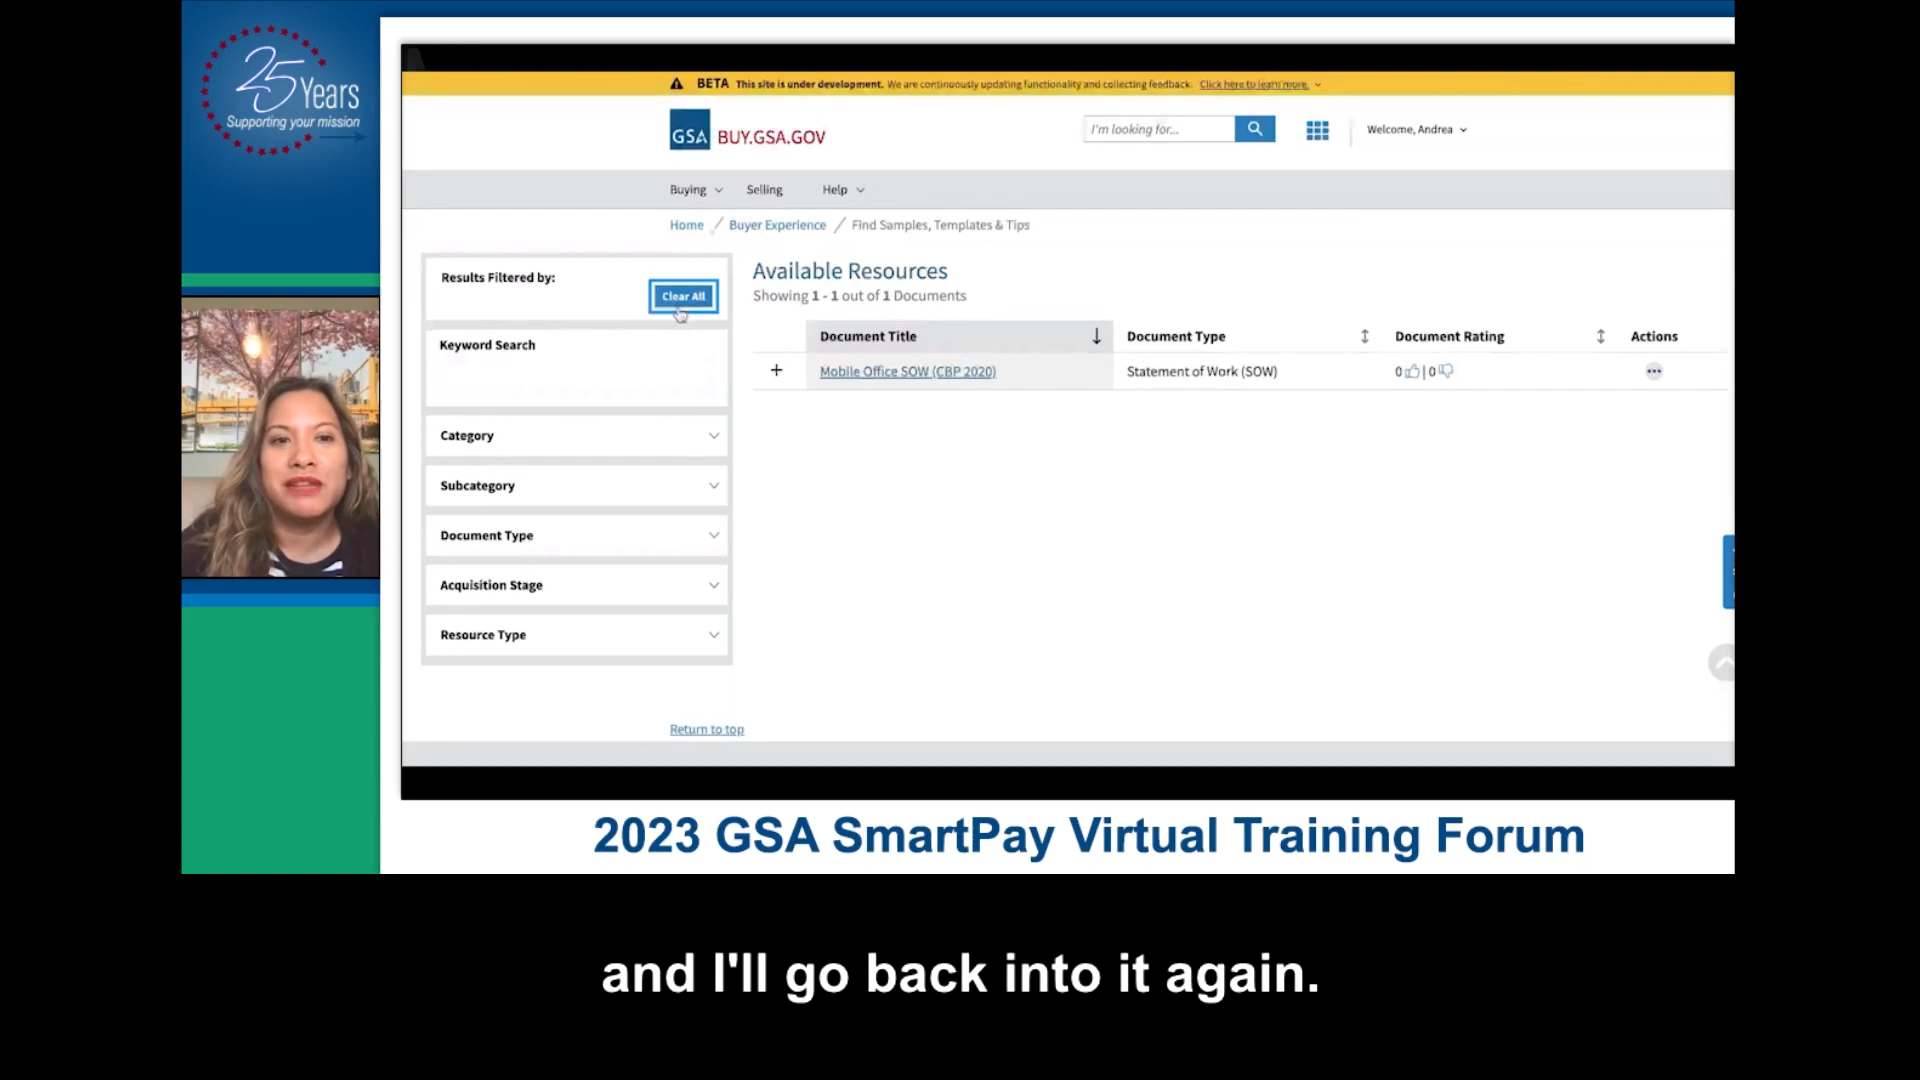 25 Years
Supporting your mission
BETA This site is under development. We are continuously updating functionality and collecting feedback. Click here to learn more.
GSA BUY.GSA.GOV
I'm looking for...
Welcome, Andrea
Buying Selling Help
Home / Buyer Experience / Find Samples, Templates & Tips
Results Filtered by:
Clear All
Keyword Search
Category
Subcategory
Document Type
Acquisition Stage
Resource Type
Available Resources
Showing 1 - 1 out of 1 Documents
Document Title Document Type Document Rating Actions
+ Mobile Office SOW (CBP 2020) Statement of Work (SOW) 0 | 0 •••
Return to top
2023 GSA SmartPay Virtual Training Forum
and I'll go back into it again.